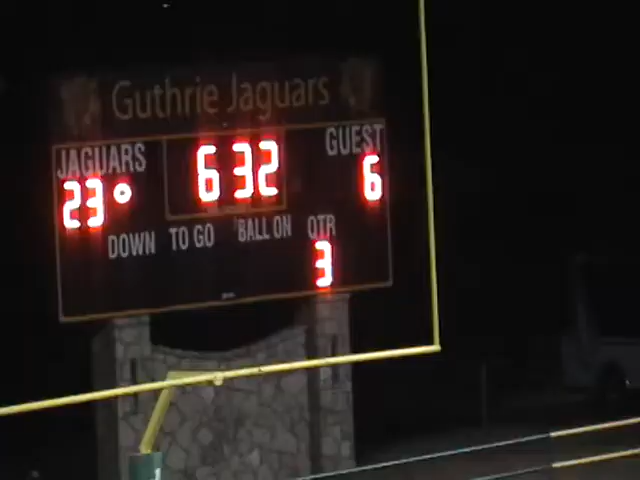 Guthrie Jaguars
JAGUARS 6 32 GUEST
23 6
DOWN TO GO BALL ON QTR
3